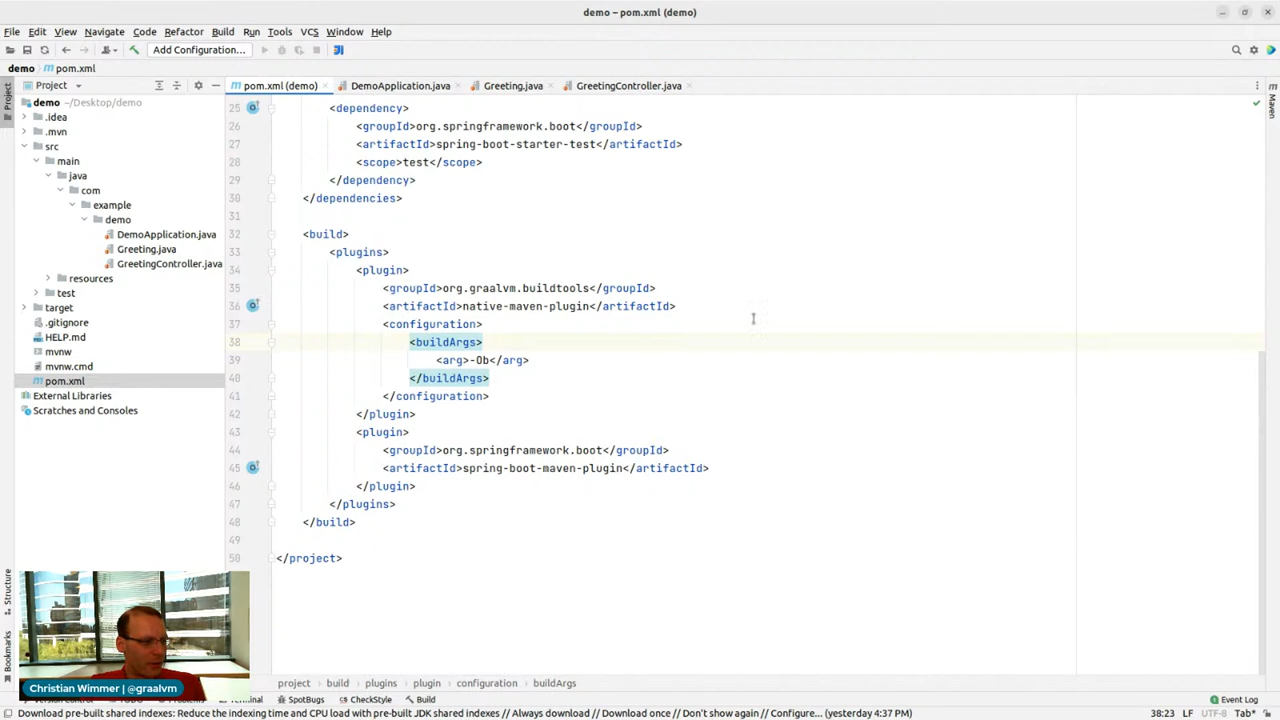 demo – pom.xml (demo)
File Edit View Navigate Code Refactor Build Run Tools VCS Window Help
Add Configuration...
demo pom.xml
Project
pom.xml (demo)
DemoApplication.java
Greeting.java
GreetingController.java
Project
demo ~/Desktop/demo
.idea
.mvn
src
main
java
com
example
demo
DemoApplication.java
Greeting.java
GreetingController.java
resources
test
target
.gitignore
HELP.md
mvnw
mvnw.cmd
pom.xml
External Libraries
Scratches and Consoles
Structure
Bookmarks
Maven
25 <dependency>
26 <groupId>org.springframework.boot</groupId>
27 <artifactId>spring-boot-starter-test</artifactId>
28 <scope>test</scope>
29 </dependency>
30 </dependencies>
31
32 <build>
33 <plugins>
34 <plugin>
35 <groupId>org.graalvm.buildtools</groupId>
36 <artifactId>native-maven-plugin</artifactId>
37 <configuration>
38 <buildArgs>
39 <arg>-Ob</arg>
40 </buildArgs>
41 </configuration>
42 </plugin>
43 <plugin>
44 <groupId>org.springframework.boot</groupId>
45 <artifactId>spring-boot-maven-plugin</artifactId>
46 </plugin>
47 </plugins>
48 </build>
49
50 </project>
Christian Wimmer | @graalvm
project build plugins plugin configuration buildArgs
SpotBugs CheckStyle Build Event Log
Download pre-built shared indexes: Reduce the indexing time and CPU load with pre-built JDK shared indexes // Always download // Download once // Don't show again // Configure... (yesterday 4:37 PM)
38:23 LF UTF-8 Tab*